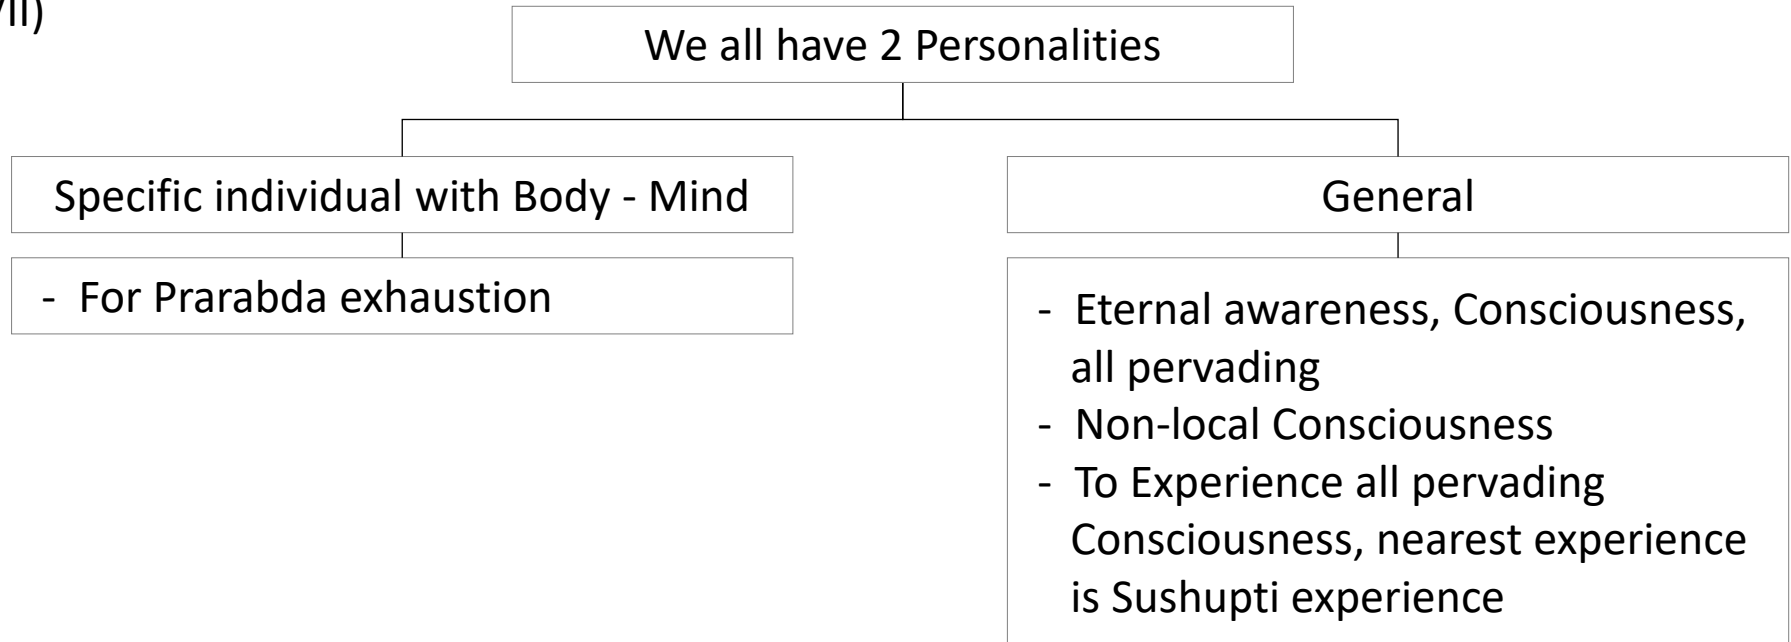 We all have 2 Personalities
Specific individual with Body - Mind
- For Prarabda exhaustion
General
- Eternal awareness, Consciousness,
all pervading
- Non-local Consciousness
- To Experience all pervading
Consciousness, nearest experience
is Sushupti experience